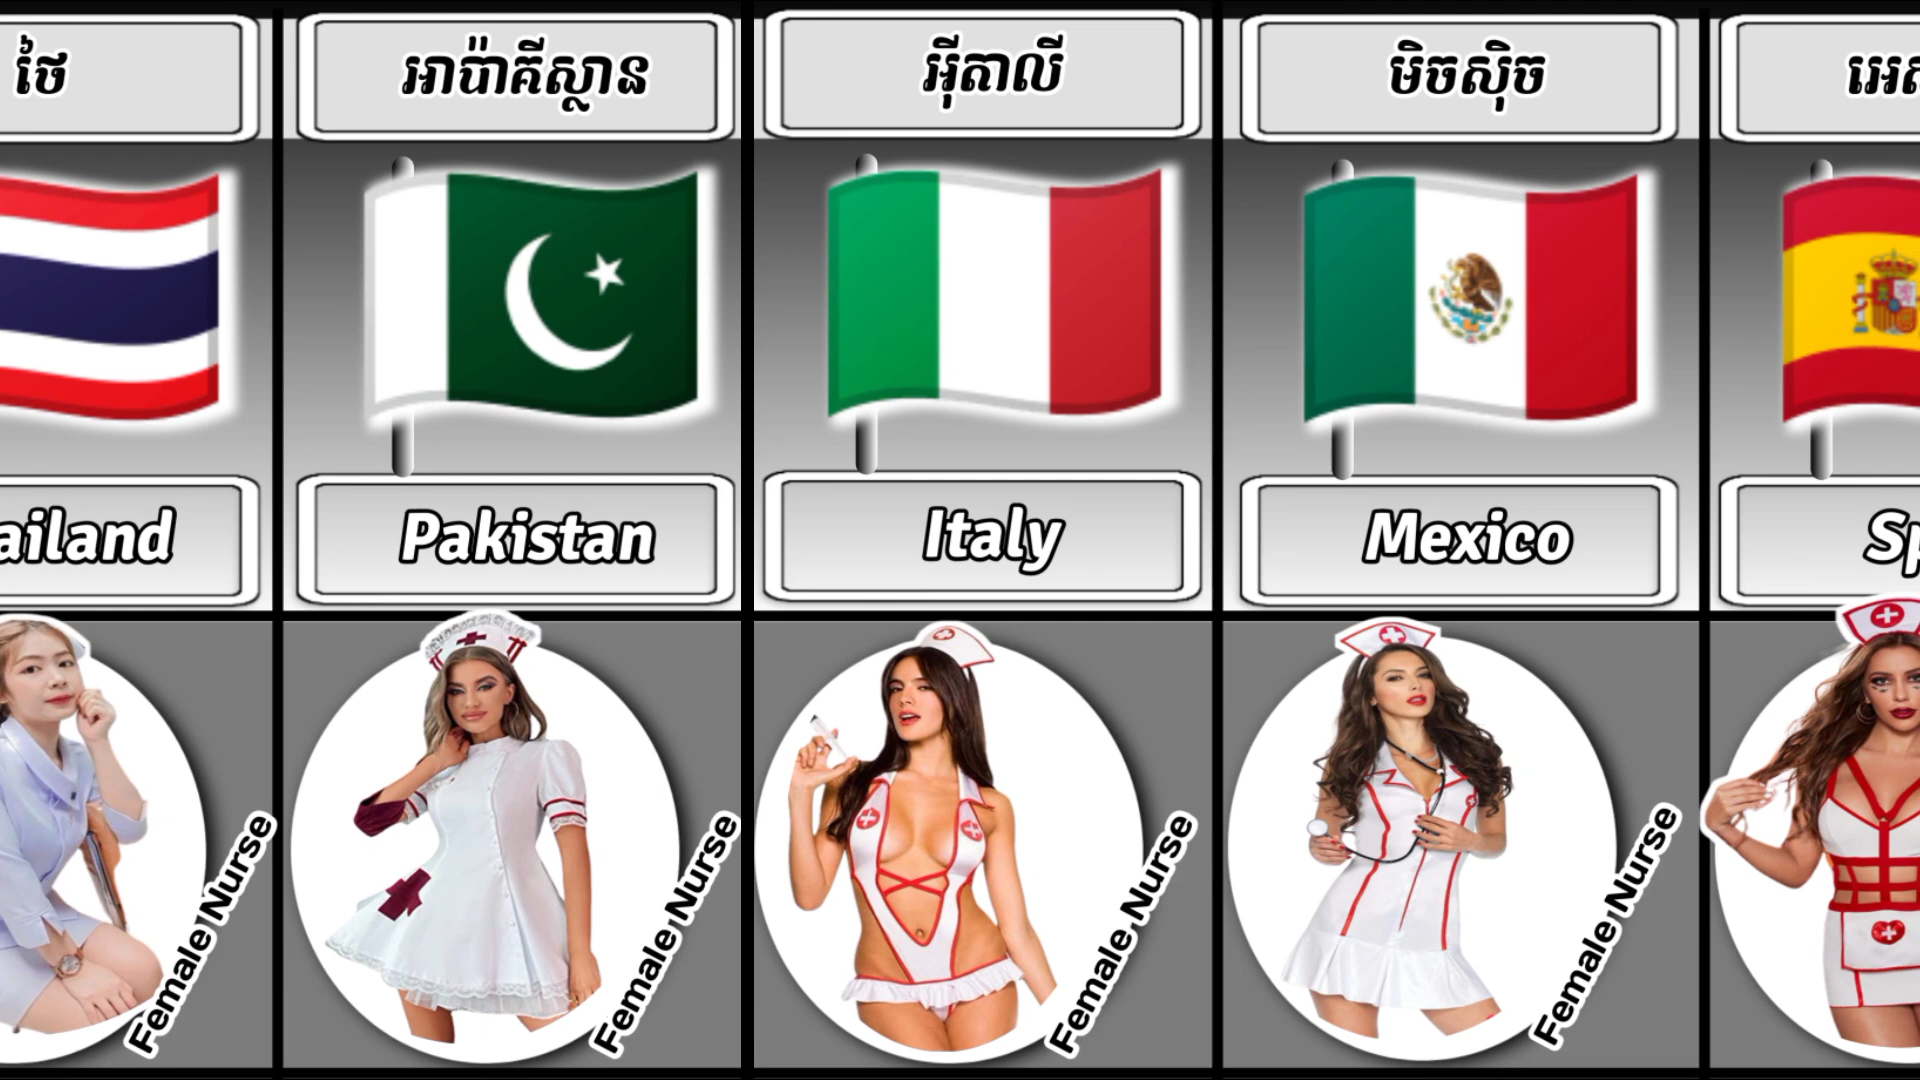 ថៃ
អាប៉ាគីស្ថាន
អ៊ីតាលី
មិចស៊ិច
ailand
Pakistan
Italy
Mexico
Sp
Female Nurse
Female Nurse
Female Nurse
Female Nurse